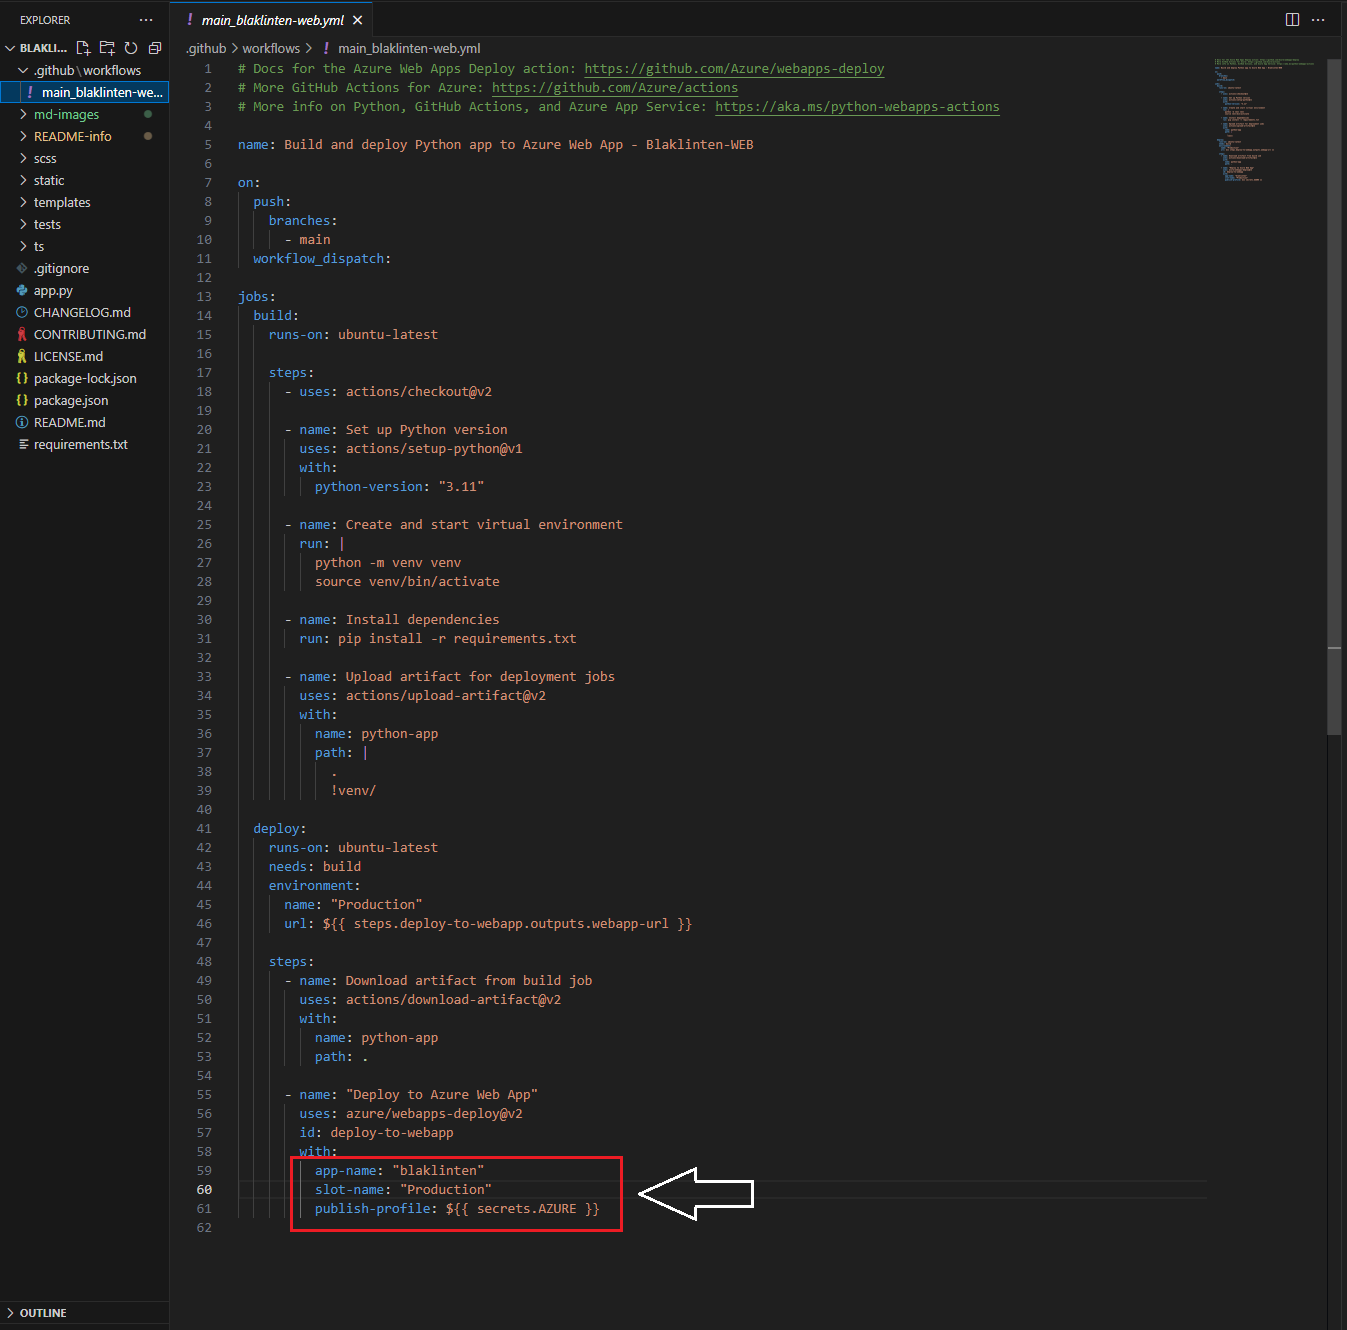 EXPLORER
BLAKLI...
.github\workflows
main_blaklinten-we...
md-images
README-info
scss
static
templates
tests
ts
.gitignore
app.py
CHANGELOG.md
CONTRIBUTING.md
LICENSE.md
package-lock.json
package.json
README.md
requirements.txt
OUTLINE
main_blaklinten-web.yml
.github > workflows > ! main_blaklinten-web.yml
1 # Docs for the Azure Web Apps Deploy action: https://github.com/Azure/webapps-deploy
2 # More GitHub Actions for Azure: https://github.com/Azure/actions
3 # More info on Python, GitHub Actions, and Azure App Service: https://aka.ms/python-webapps-actions
4
5 name: Build and deploy Python app to Azure Web App - Blaklinten-WEB
6
7 on:
8 push:
9 branches:
10 - main
11 workflow_dispatch:
12
13 jobs:
14 build:
15 runs-on: ubuntu-latest
16
17 steps:
18 - uses: actions/checkout@v2
19
20 - name: Set up Python version
21 uses: actions/setup-python@v1
22 with:
23 python-version: "3.11"
24
25 - name: Create and start virtual environment
26 run: |
27 python -m venv venv
28 source venv/bin/activate
29
30 - name: Install dependencies
31 run: pip install -r requirements.txt
32
33 - name: Upload artifact for deployment jobs
34 uses: actions/upload-artifact@v2
35 with:
36 name: python-app
37 path: |
38 .
39 !venv/
40
41 deploy:
42 runs-on: ubuntu-latest
43 needs: build
44 environment:
45 name: "Production"
46 url: ${{ steps.deploy-to-webapp.outputs.webapp-url }}
47
48 steps:
49 - name: Download artifact from build job
50 uses: actions/download-artifact@v2
51 with:
52 name: python-app
53 path: .
54
55 - name: "Deploy to Azure Web App"
56 uses: azure/webapps-deploy@v2
57 id: deploy-to-webapp
58 with:
59 app-name: "blaklinten"
60 slot-name: "Production"
61 publish-profile: ${{ secrets.AZURE }}
62